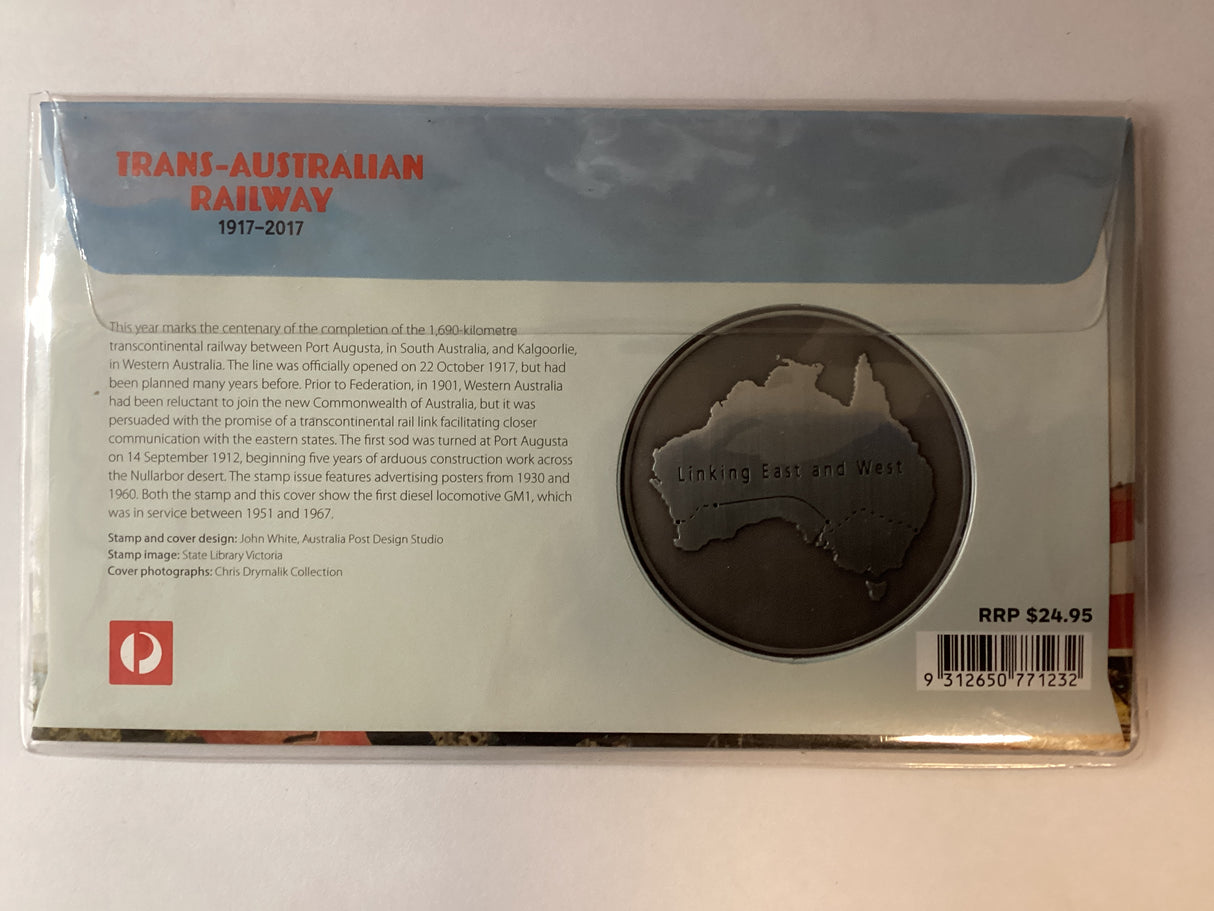 TRANS-AUSTRALIAN
RAILWAY
1917–2017
This year marks the centenary of the completion of the 1,690-kilometre
transcontinental railway between Port Augusta, in South Australia, and Kalgoorlie,
in Western Australia. The line was officially opened on 22 October 1917, but had
been planned many years before. Prior to Federation, in 1901, Western Australia
had been reluctant to join the new Commonwealth of Australia, but it was
persuaded with the promise of a transcontinental rail link facilitating closer
communication with the eastern states. The first sod was turned at Port Augusta
on 14 September 1912, beginning five years of arduous construction work across
the Nullarbor desert. The stamp issue features advertising posters from 1930 and
1960. Both the stamp and this cover show the first diesel locomotive GM1, which
was in service between 1951 and 1967.
Stamp and cover design: John White, Australia Post Design Studio
Stamp image: State Library Victoria
Cover photographs: Chris Drymalik Collection
Linking East and West
RRP $24.95
9 312650 771232